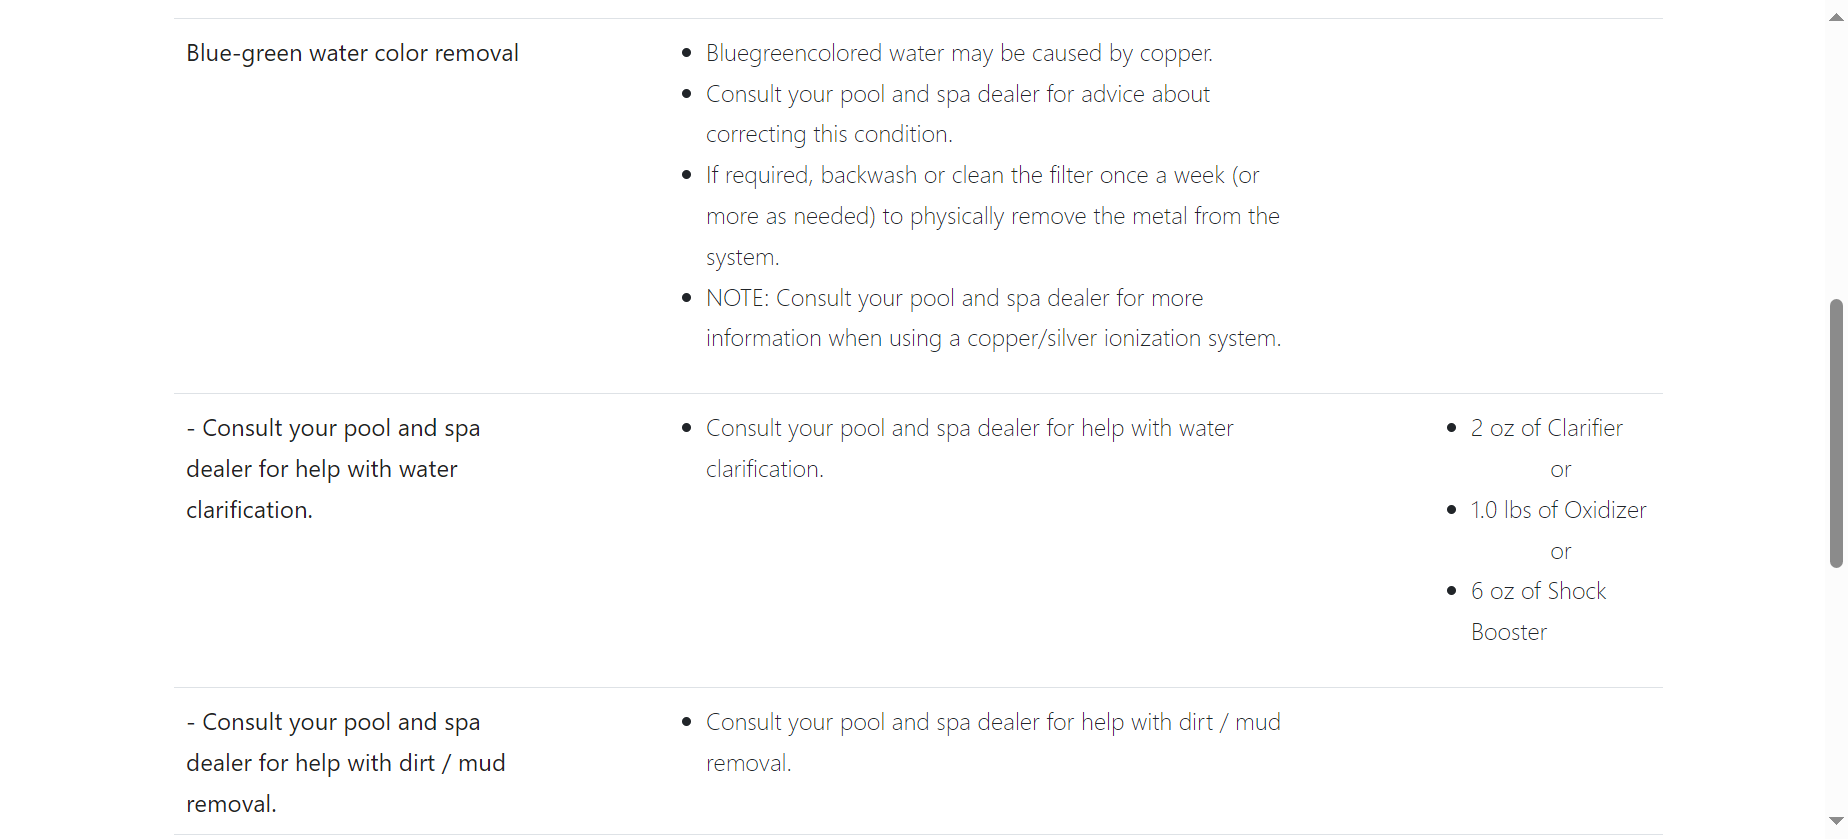 Blue-green water color removal
• Bluegreencolored water may be caused by copper.
• Consult your pool and spa dealer for advice about
correcting this condition.
• If required, backwash or clean the filter once a week (or
more as needed) to physically remove the metal from the
system.
• NOTE: Consult your pool and spa dealer for more
information when using a copper/silver ionization system.
- Consult your pool and spa
dealer for help with water
clarification.
• Consult your pool and spa dealer for help with water
clarification.
• 2 oz of Clarifier
or
• 1.0 lbs of Oxidizer
or
• 6 oz of Shock
Booster
- Consult your pool and spa
dealer for help with dirt / mud
removal.
• Consult your pool and spa dealer for help with dirt / mud
removal.